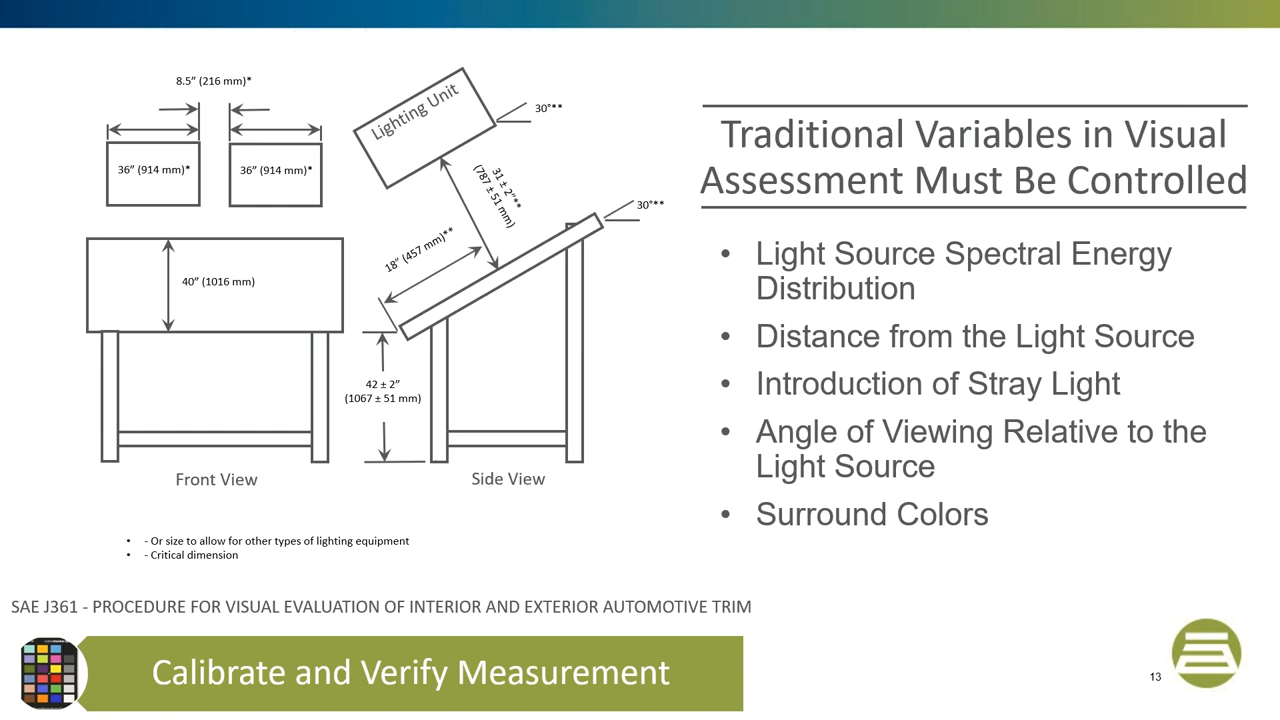 8.5″ (216 mm)*
36″ (914 mm)*
36″ (914 mm)*
40″ (1016 mm)
Front View
Lighting Unit
30°**
31 ± 2″**
(787 ± 51 mm)
30°**
18″ (457 mm)**
42 ± 2″
(1067 ± 51 mm)
Side View
• - Or size to allow for other types of lighting equipment
• - Critical dimension
Traditional Variables in Visual
Assessment Must Be Controlled
• Light Source Spectral Energy
Distribution
• Distance from the Light Source
• Introduction of Stray Light
• Angle of Viewing Relative to the
Light Source
• Surround Colors
SAE J361 - PROCEDURE FOR VISUAL EVALUATION OF INTERIOR AND EXTERIOR AUTOMOTIVE TRIM
Calibrate and Verify Measurement
13